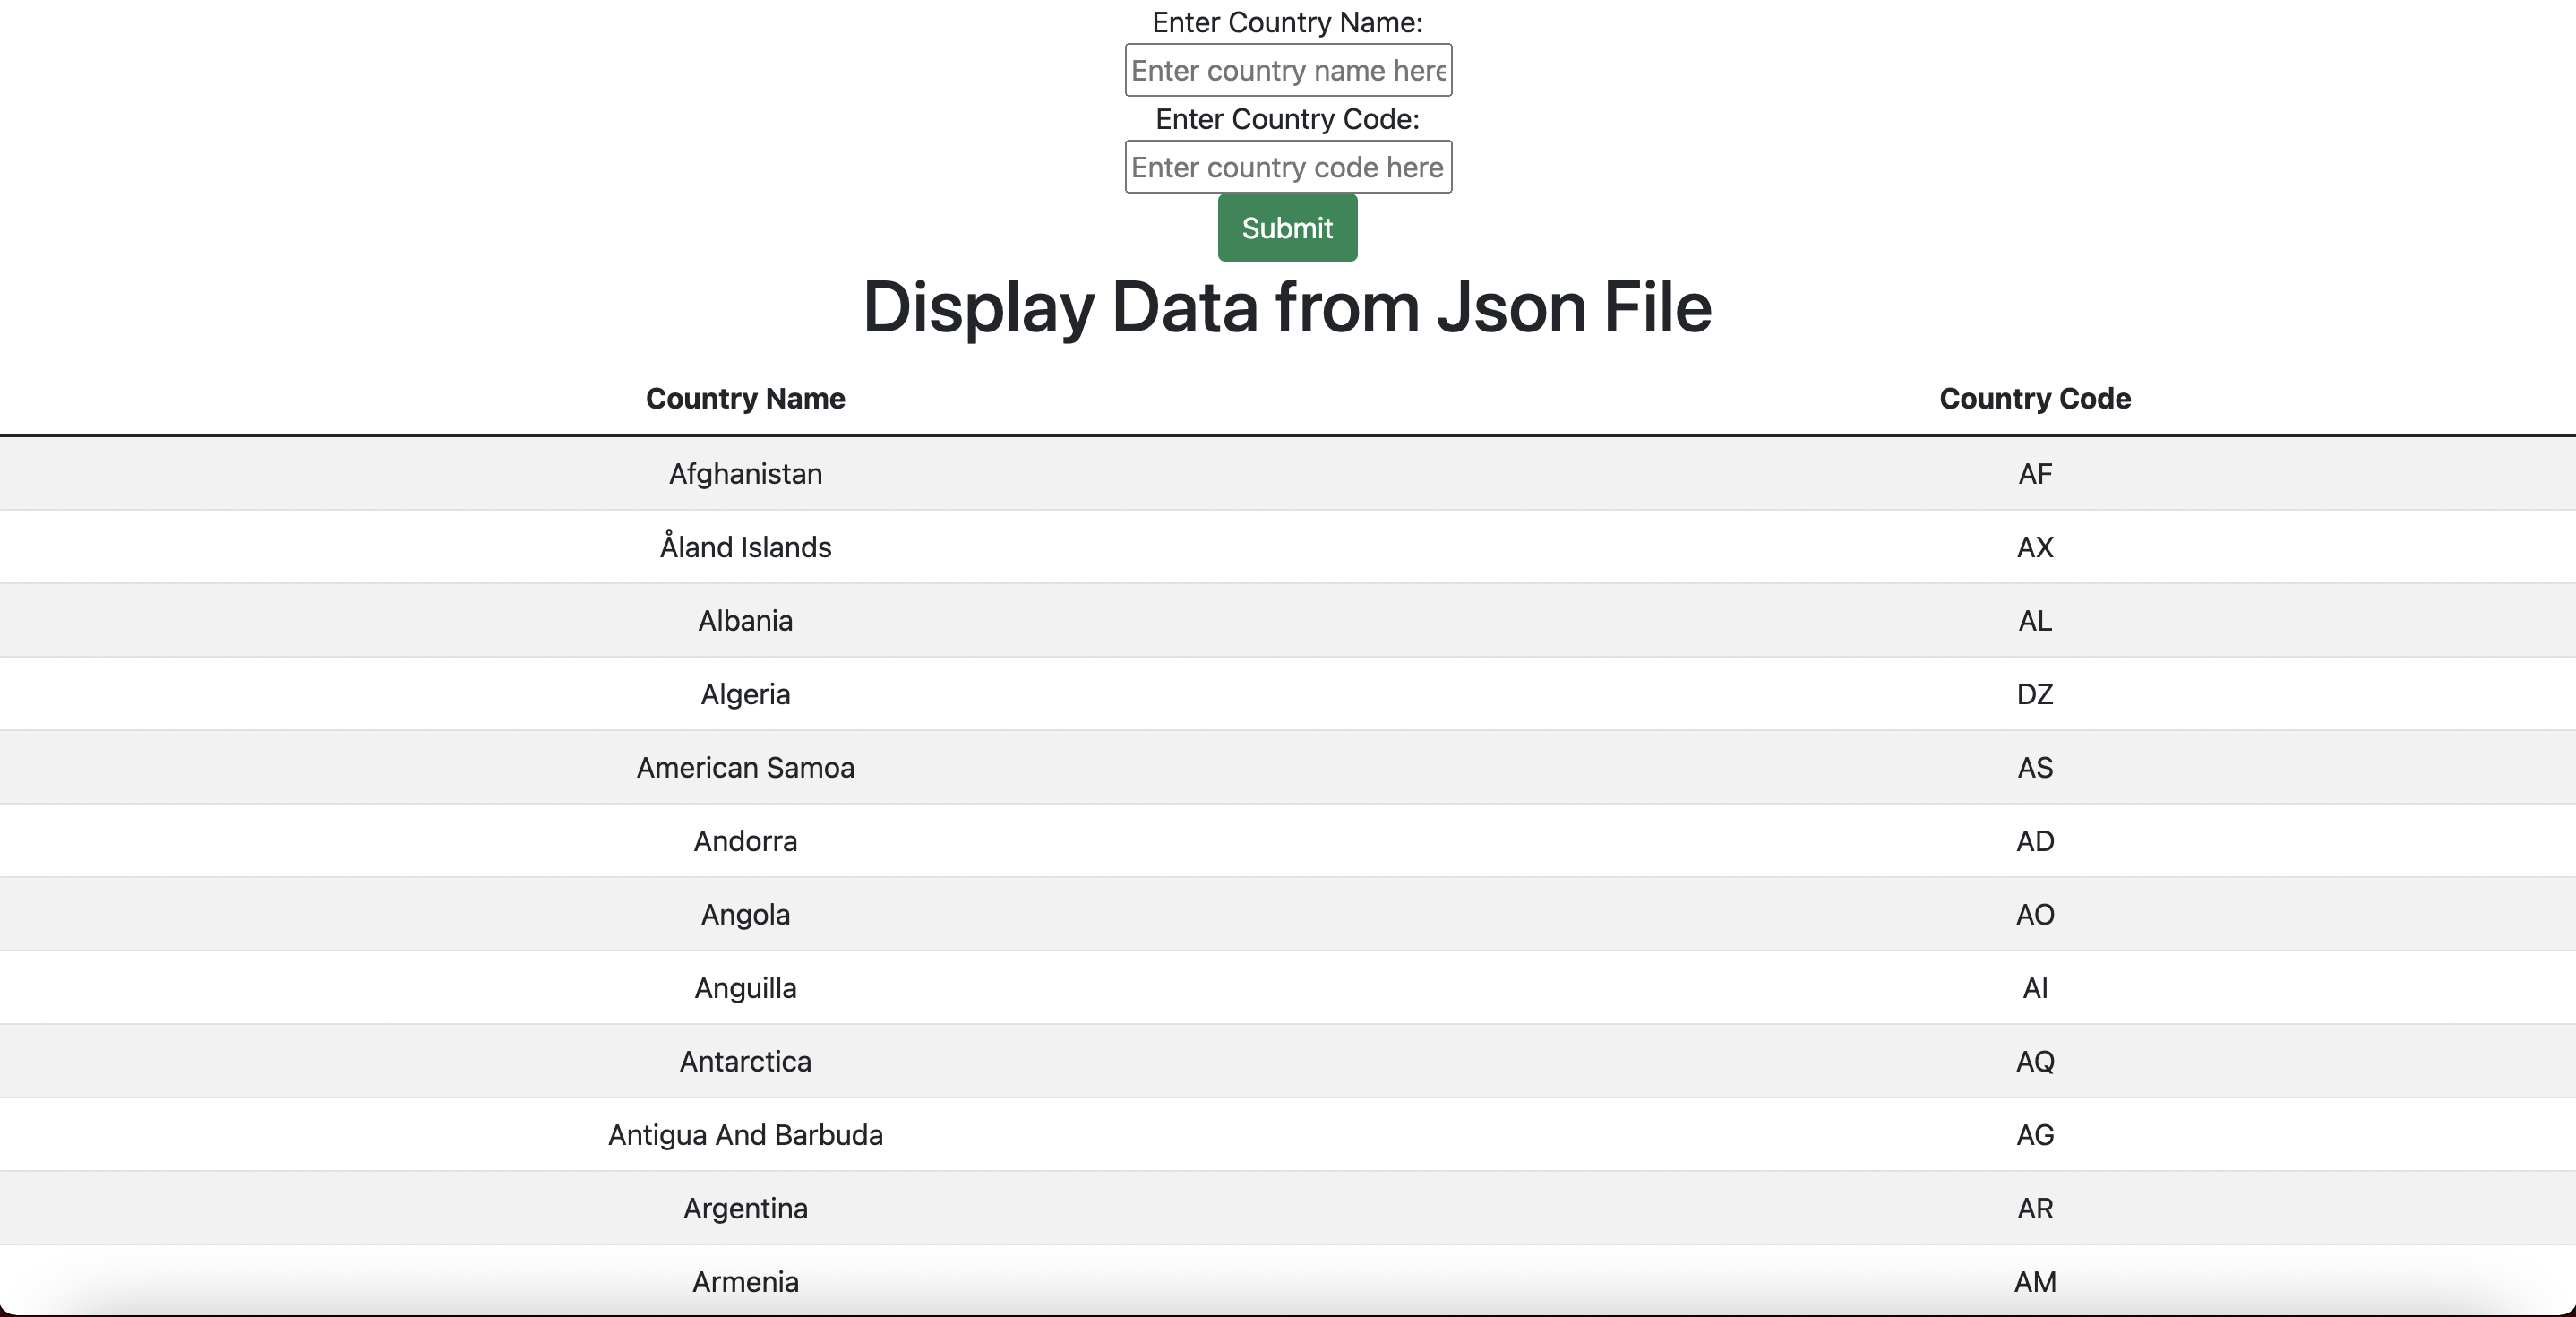 Enter Country Name:
Enter country name here
Enter Country Code:
Enter country code here
Submit
Display Data from Json File
Country Name Country Code
Afghanistan AF
Åland Islands AX
Albania AL
Algeria DZ
American Samoa AS
Andorra AD
Angola AO
Anguilla AI
Antarctica AQ
Antigua And Barbuda AG
Argentina AR
Armenia AM